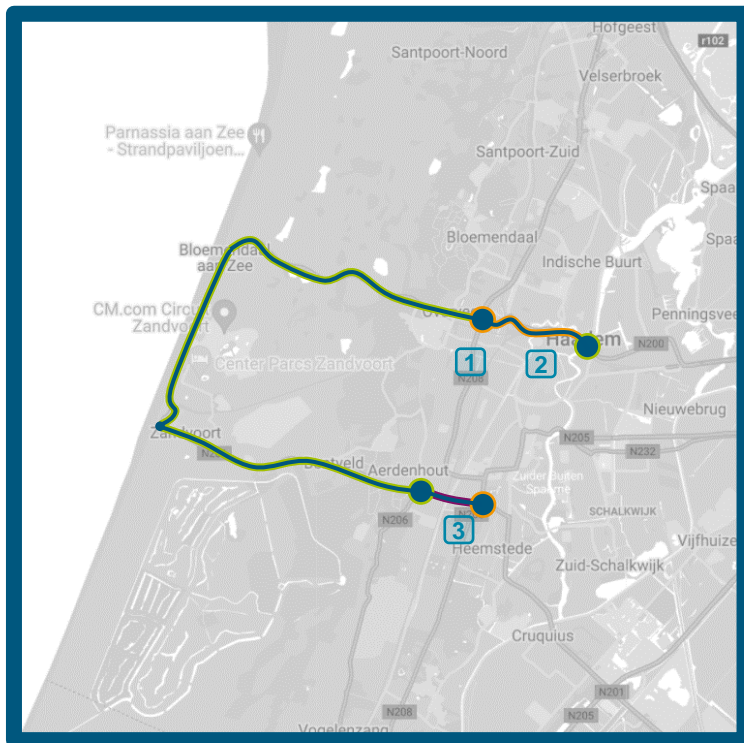 Hofgeest
r102
Santpoort-Noord
Velserbroek
Parnassia aan Zee
- Strandpaviljoen...
Santpoort-Zuid
Spaa
Bloemendaal
Spaa
Bloemendaal
aan Zee
Indische Buurt
CM.com Circuit
Zandvoort
Penningsvee
Haarlem
N200
Center Parcs Zandvoort
1
2
N208
Nieuwebrug
Zandvoort
N205
N232
Aerdenhout
Zuider Buiten
Spaarne
SCHALKWIJK
N206
3
Heemstede
Vijfhuize
Zuid-Schalkwijk
Cruquius
N201
N208
N205
Vogelenzang